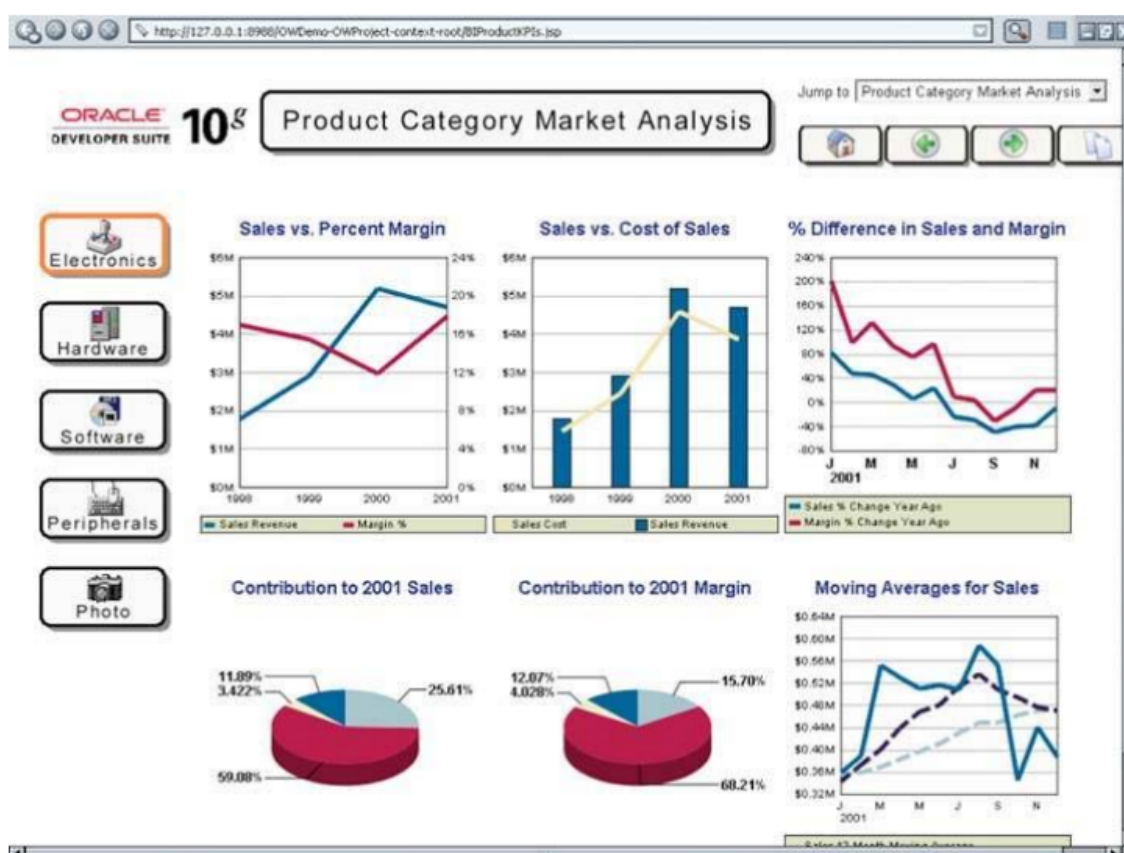 http://127.0.0.1:8988/OWDemo-OWProject-context-root/BIProductKPIs.jsp
Jump to Product Category Market Analysis
ORACLE
DEVELOPER SUITE
10g
Product Category Market Analysis
Electronics
Hardware
Software
Peripherals
Photo
Sales vs. Percent Margin
$6M
$5M
$4M
$3M
$2M
$1M
$0M
24%
20%
16%
12%
8%
4%
0%
1998 1999 2000 2001
Sales Revenue Margin %
Sales vs. Cost of Sales
$6M
$5M
$4M
$3M
$2M
$1M
$0M
1998 1999 2000 2001
Sales Cost Sales Revenue
% Difference in Sales and Margin
240%
200%
160%
120%
80%
40%
0%
-40%
-80%
J M M J S N
2001
Sales % Change Year Ago
Margin % Change Year Ago
Contribution to 2001 Sales
11.89%
3.422%
25.61%
59.08%
Contribution to 2001 Margin
12.07%
4.028%
15.70%
68.21%
Moving Averages for Sales
$0.64M
$0.60M
$0.56M
$0.52M
$0.48M
$0.44M
$0.40M
$0.36M
$0.32M
J M M J S N
2001
Sales 12 Month Moving Average